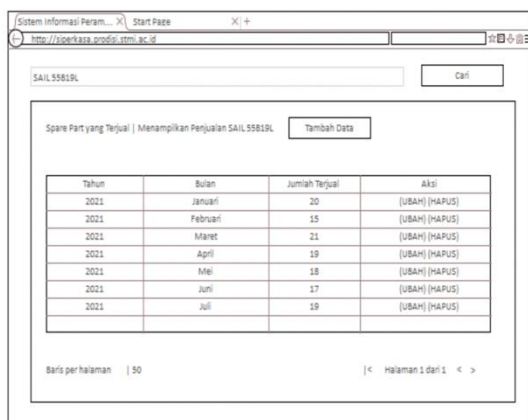 Sistem Informasi Peram... X Start Page X +
http://siperkasa.prodisi.stmi.ac.id
SAIL 55B19L Cari
Spare Part yang Terjual | Menampilkan Penjualan SAIL 55B19L Tambah Data
Tahun Bulan Jumlah Terjual Aksi
2021 Januari 20 (UBAH) (HAPUS)
2021 Februari 15 (UBAH) (HAPUS)
2021 Maret 21 (UBAH) (HAPUS)
2021 April 19 (UBAH) (HAPUS)
2021 Mei 18 (UBAH) (HAPUS)
2021 Juni 17 (UBAH) (HAPUS)
2021 Juli 19 (UBAH) (HAPUS)
Baris per halaman | 50 |< Halaman 1 dari 1 < >